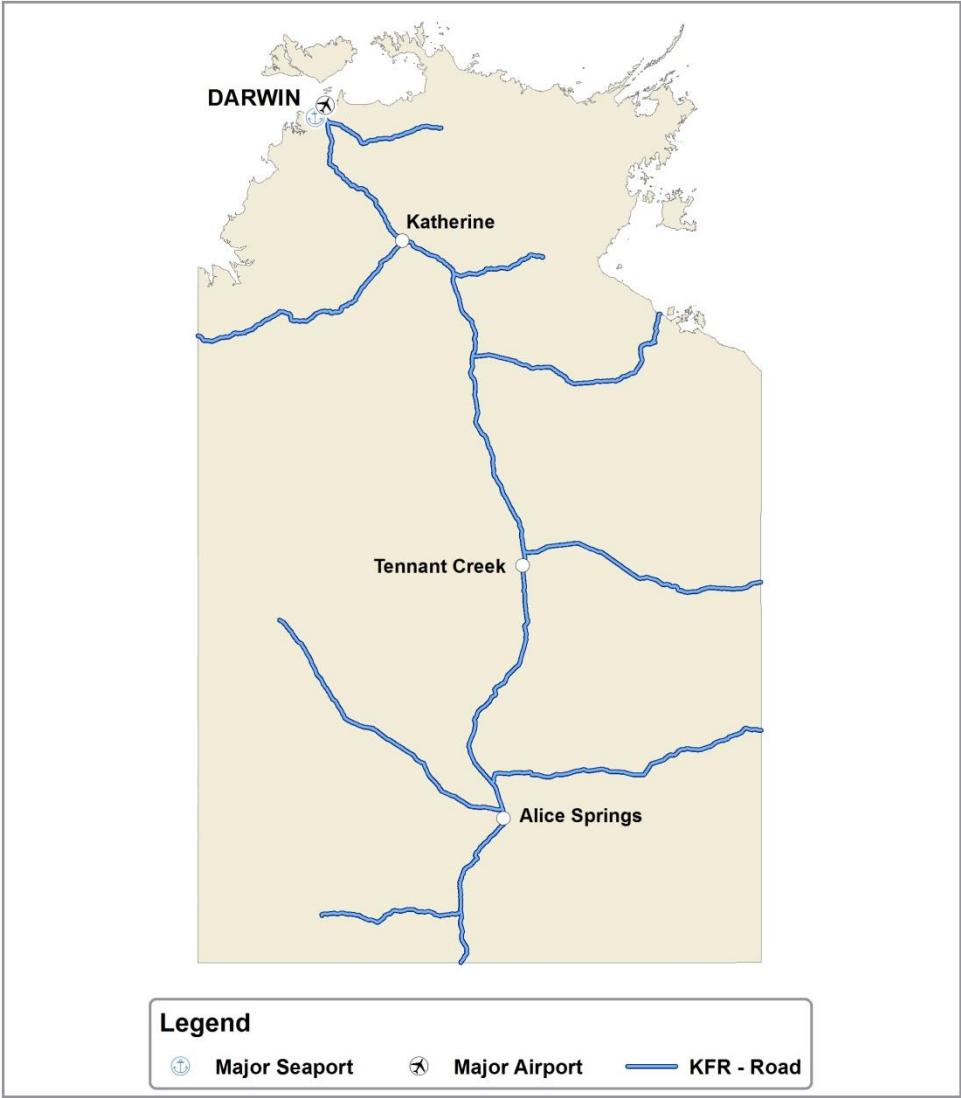 DARWIN
Katherine
Tennant Creek
Alice Springs
Legend
Major Seaport
Major Airport
KFR - Road